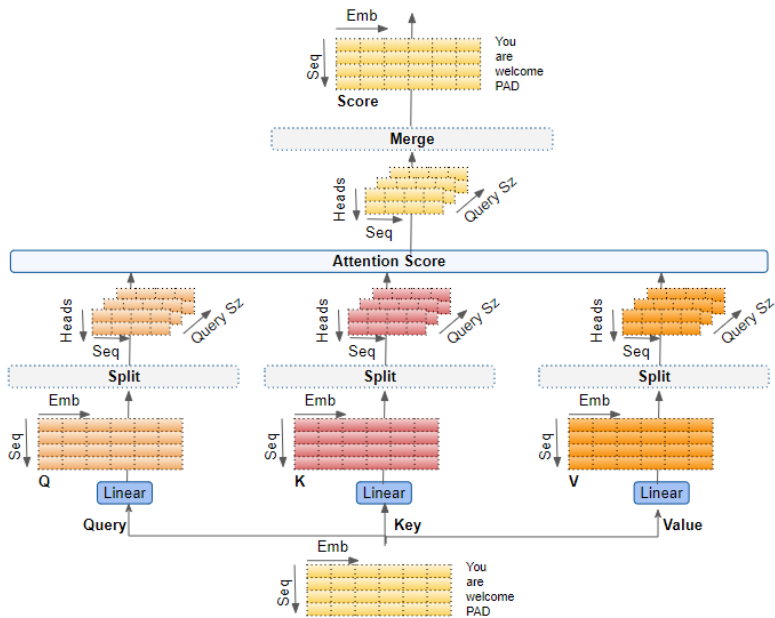 Emb
Seq
You
are
welcome
PAD
Score
Merge
Heads
Seq
Query Sz
Attention Score
Heads
Seq
Query Sz
Heads
Seq
Query Sz
Heads
Seq
Query Sz
Split
Split
Split
Emb
Seq
Q
Emb
Seq
K
Emb
Seq
V
Linear
Linear
Linear
Query
Key
Value
Emb
Seq
You
are
welcome
PAD